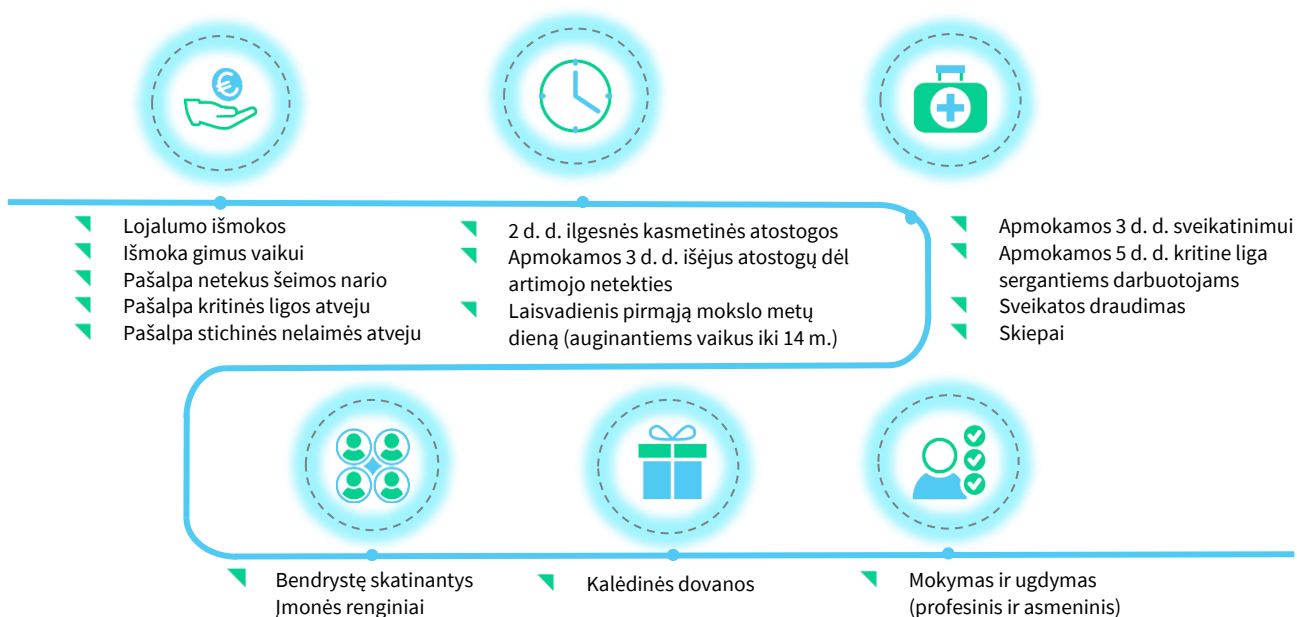 €
Lojalumo išmokos
Išmoka gimus vaikui
Pašalpa netekus šeimos nario
Pašalpa kritinės ligos atveju
Pašalpa stichinės nelaimės atveju
2 d. d. ilgesnės kasmetinės atostogos
Apmokamos 3 d. d. išėjus atostogų dėl
artimojo netekties
Laisvadienis pirmąją mokslo metų
dieną (auginantiems vaikus iki 14 m.)
Apmokamos 3 d. d. sveikatinimui
Apmokamos 5 d. d. kritine liga
sergantiems darbuotojams
Sveikatos draudimas
Skiepai
Bendrystę skatinantys
Įmonės renginiai
Kalėdinės dovanos
Mokymas ir ugdymas
(profesinis ir asmeninis)